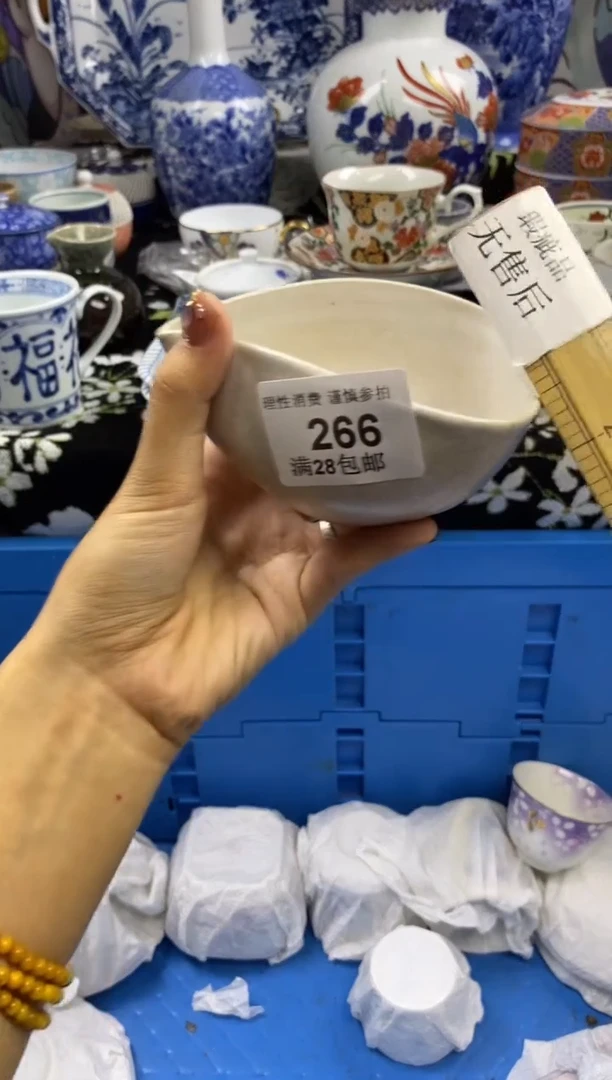 瑕疵品
无售后
理性消费 谨慎参拍
266
满28包邮
福